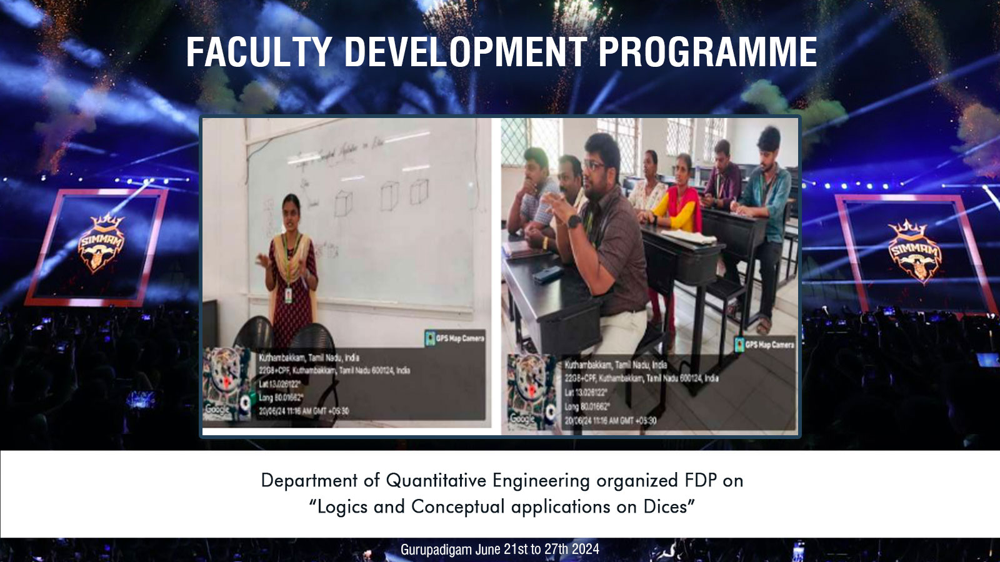 FACULTY DEVELOPMENT PROGRAMME
SIMMAM
SIMMAM
GPS Map Camera
Kuthambakkam, Tamil Nadu, India
22G8+CPF, Kuthambakkam, Tamil Nadu 600124, India
Lat 13.026122°
Long 80.01662°
20/06/24 11:16 AM GMT +05:30
Google
GPS Map Camera
Kuthambakkam, Tamil Nadu, India
22G8+CPF, Kuthambakkam, Tamil Nadu 600124, India
Lat 13.026122°
Long 80.01662°
20/06/24 11:16 AM GMT +05:30
Google
Department of Quantitative Engineering organized FDP on
“Logics and Conceptual applications on Dices”
Gurupadigam June 21st to 27th 2024